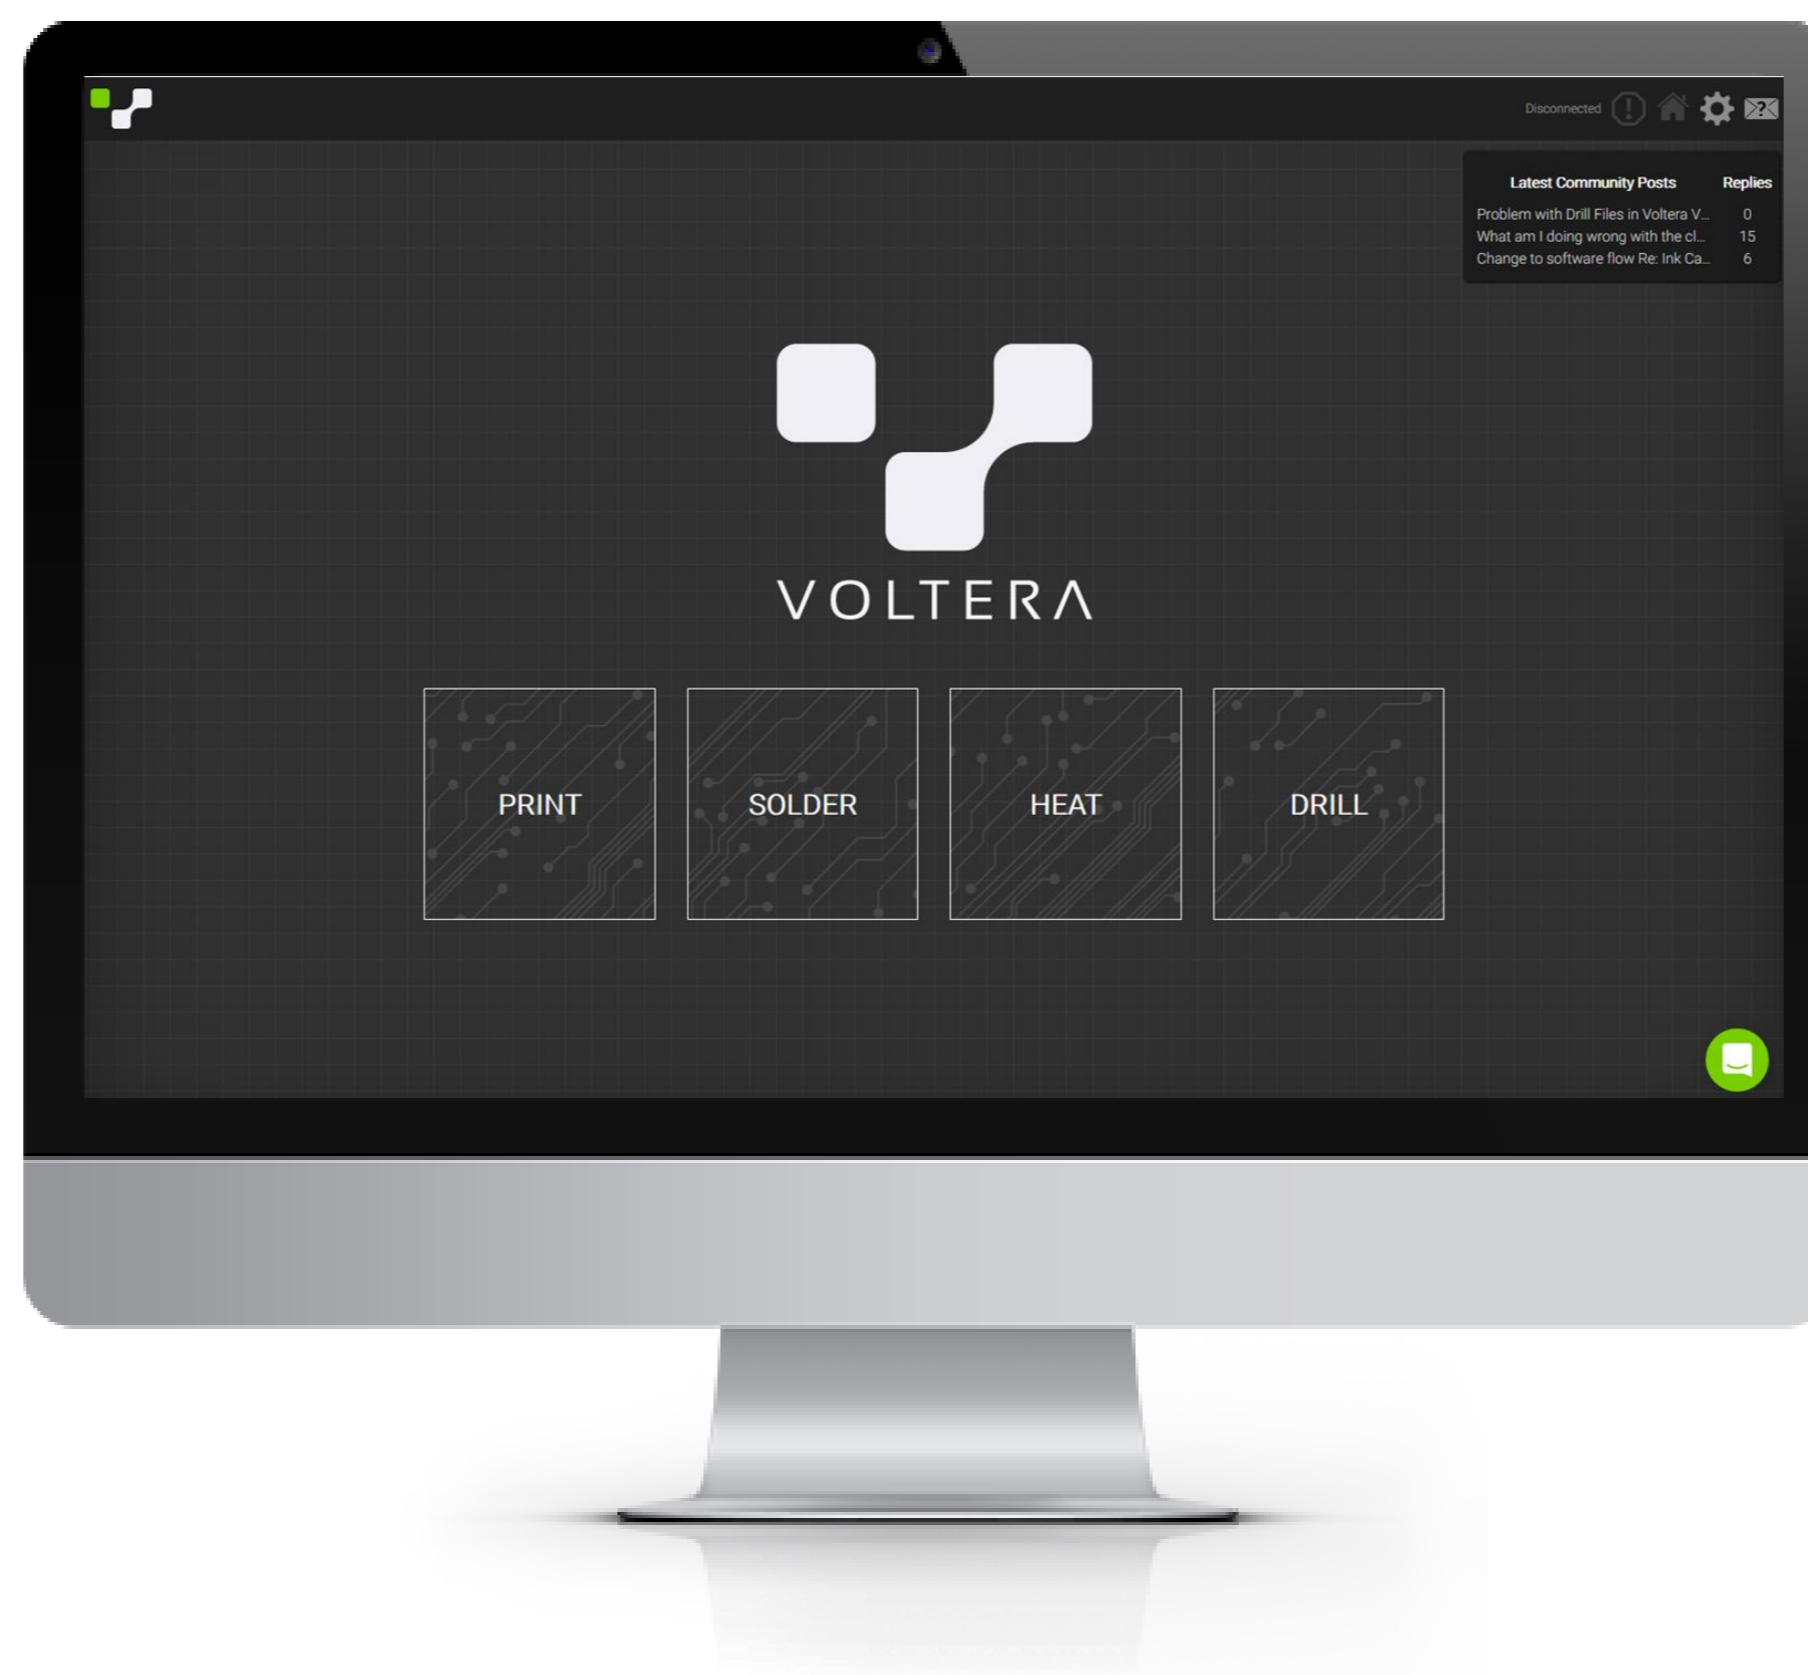 Disconnected
Latest Community Posts Replies
Problem with Drill Files in Voltera V... 0
What am I doing wrong with the cl... 15
Change to software flow Re: Ink Ca... 6
VOLTERA
PRINT SOLDER HEAT DRILL